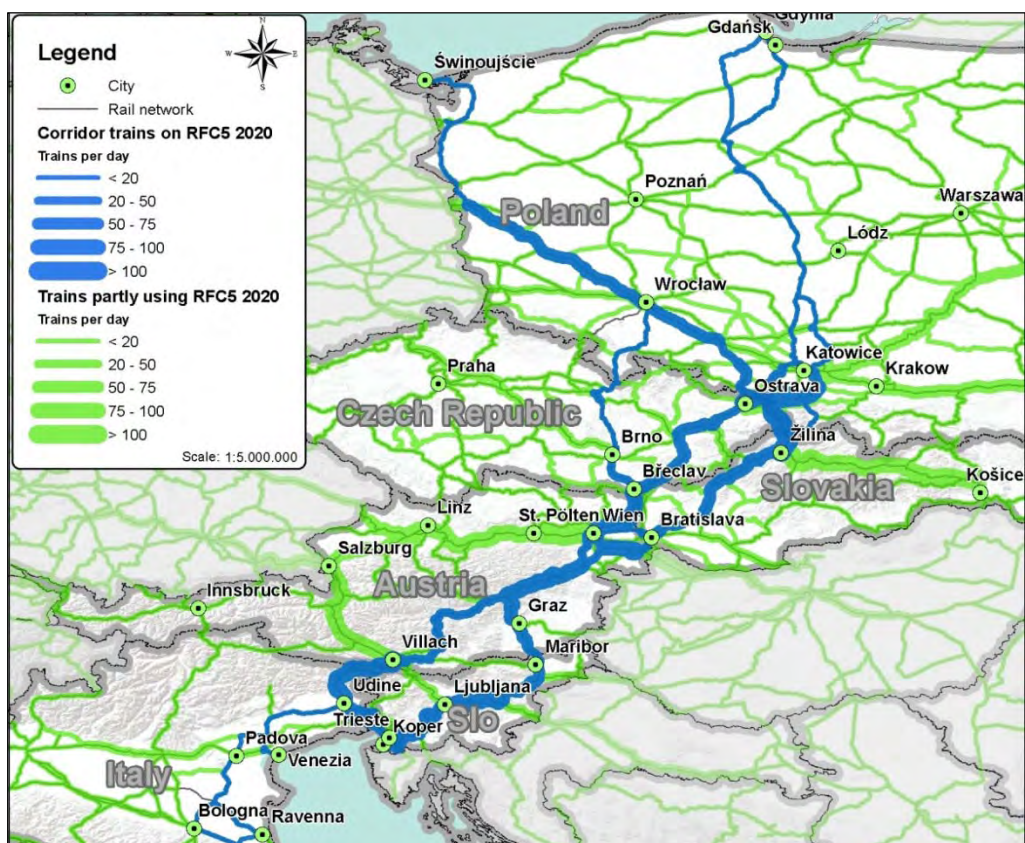 N
W
E
S
Legend
City
Rail network
Corridor trains on RFC5 2020
Trains per day
< 20
20 - 50
50 - 75
75 - 100
> 100
Trains partly using RFC5 2020
Trains per day
< 20
20 - 50
50 - 75
75 - 100
> 100
Scale: 1:5.000.000
Gdynia
Gdańsk
Świnoujście
Poznań
Warszawa
Poland
Łódz
Wrocław
Katowice
Praha
Krakow
Ostrava
Czech Republic
Brno
Žilina
Břeclav
Slovakia
Košice
Linz
St. Pölten
Wien
Bratislava
Salzburg
Austria
Innsbruck
Graz
Villach
Maribor
Udine
Ljubljana
Trieste
Slo
Koper
Padova
Venezia
Italy
Bologna
Ravenna